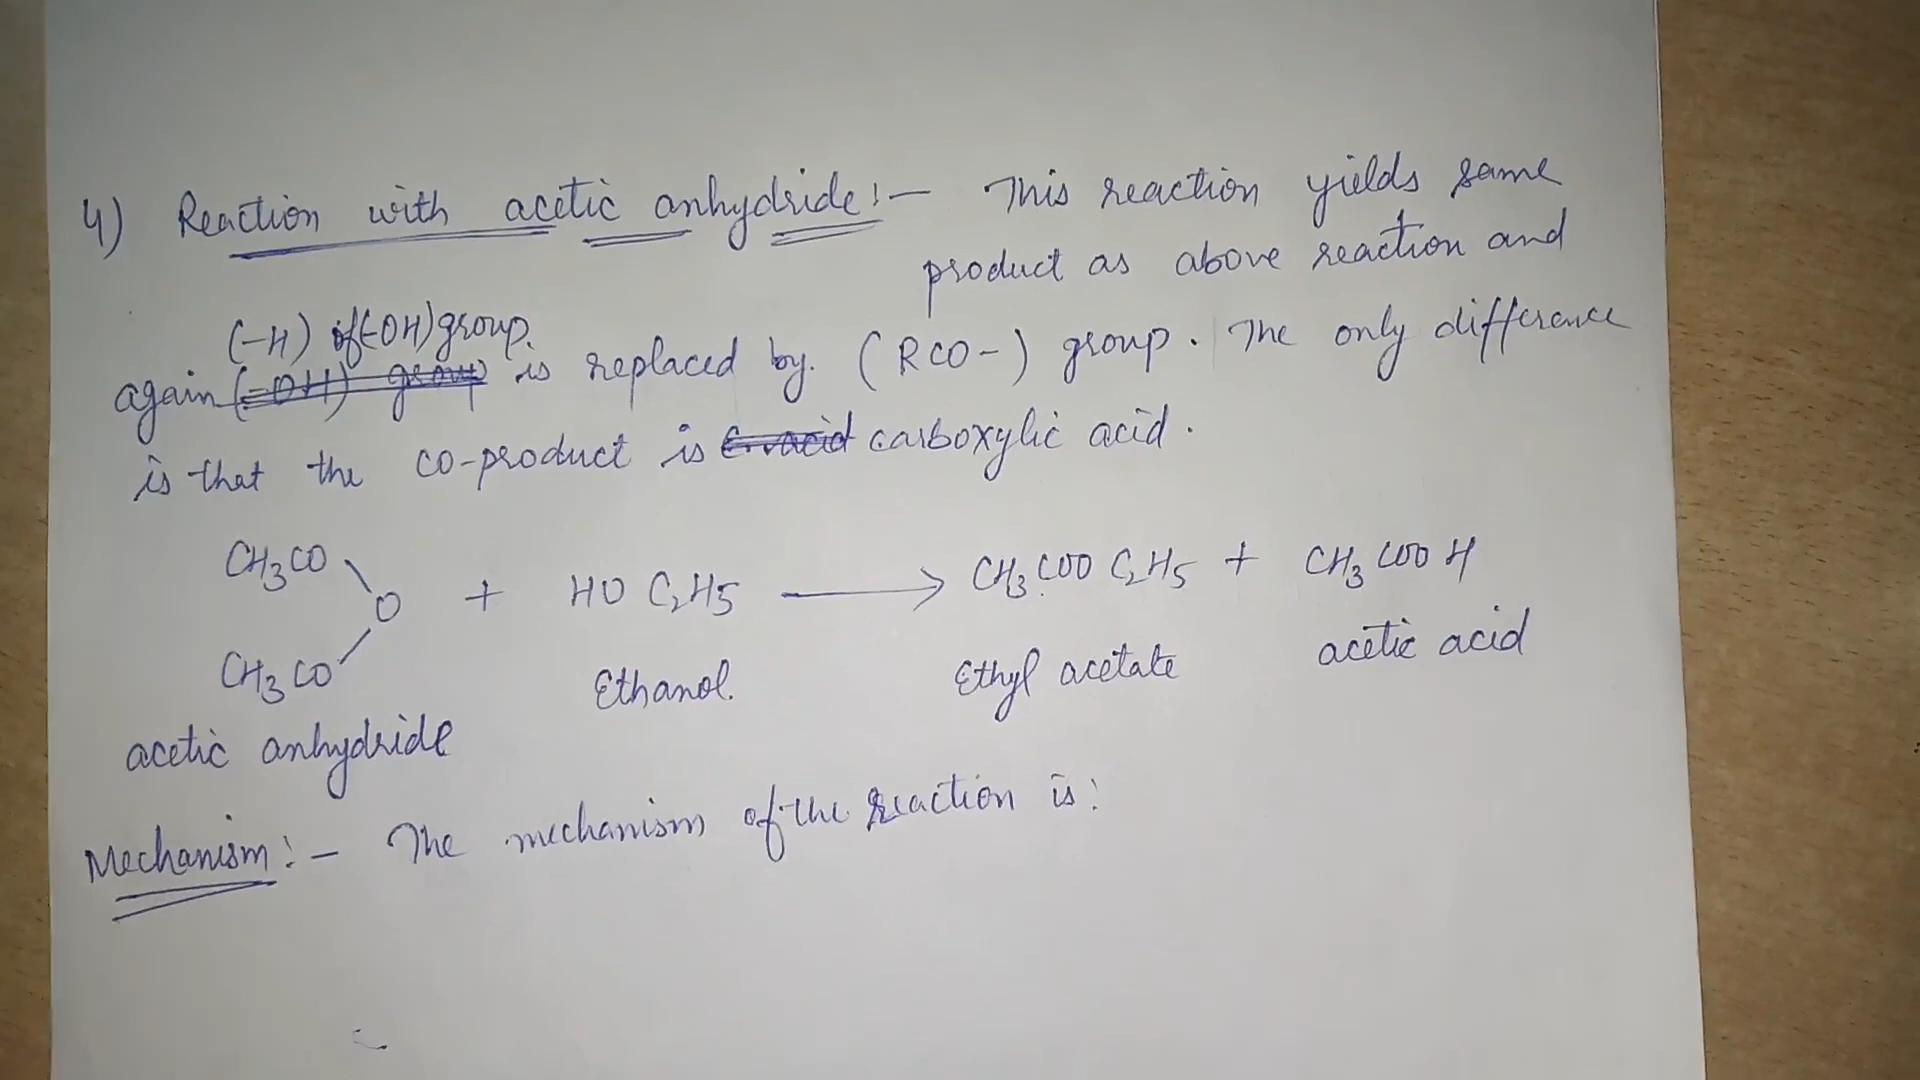 4) Reaction with acetic anhydride :- This reaction yields same
product as above reaction and
(-H) of (-OH) group.
again (-OH) group is replaced by. (RCO-) group. The only difference
is that the co-product is carboxylic acid.
CH3CO
O + HO C2H5 → CH3COO C2H5 + CH3COOH
CH3CO
Ethanol. Ethyl acetate acetic acid
acetic anhydride
Mechanism :- The mechanism of the reaction is :